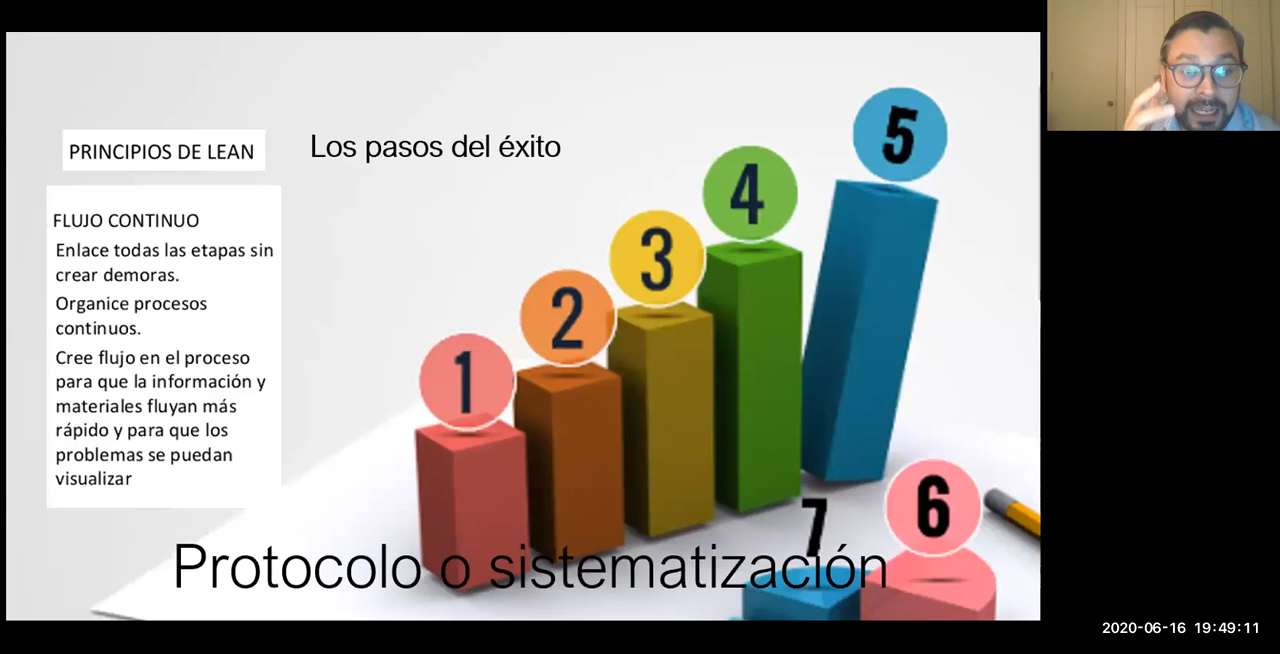 PRINCIPIOS DE LEAN
Los pasos del éxito
FLUJO CONTINUO
Enlace todas las etapas sin
crear demoras.
Organice procesos
continuos.
Cree flujo en el proceso
para que la información y
materiales fluyan más
rápido y para que los
problemas se puedan
visualizar
1
2
3
4
5
6
7
Protocolo o sistematización
2020-06-16 19:49:11